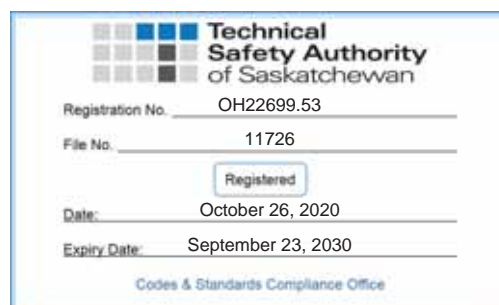 Technical
Safety Authority
of Saskatchewan
Registration No. OH22699.53
File No. 11726
Registered
Date: October 26, 2020
Expiry Date: September 23, 2030
Codes & Standards Compliance Office